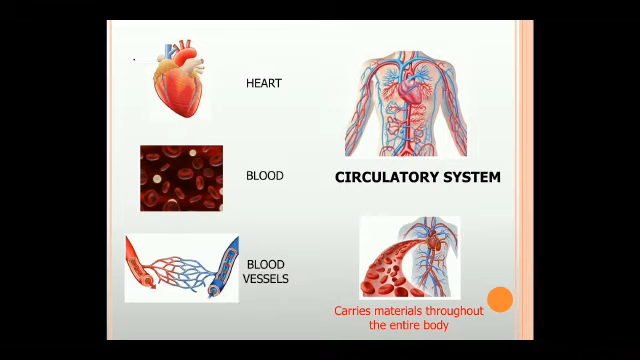 HEART
BLOOD
BLOOD
VESSELS
CIRCULATORY SYSTEM
Carries materials throughout
the entire body